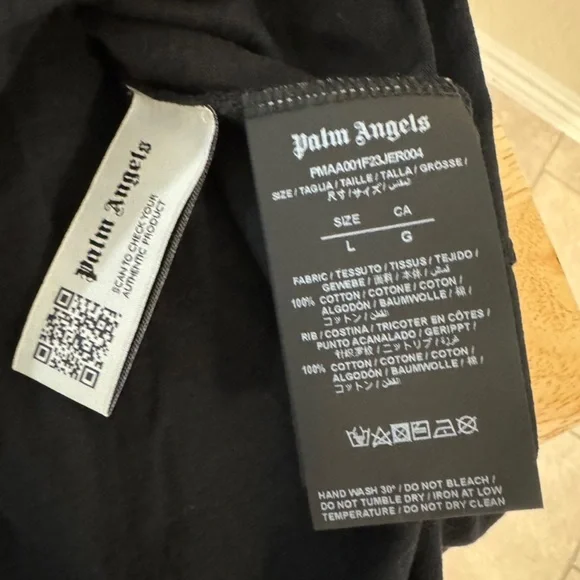 Palm Angels
SCAN TO CHECK YOUR
AUTHENTIC PRODUCT
Palm Angels
PMAA001F23JER004
SIZE / TAGLIA / TAILLE / TALLA / GRÖSSE /
尺寸 / サイズ / المقاس
SIZE CA
L G
FABRIC / TESSUTO / TISSUS / TEJIDO /
GEWEBE / 面料 / 本体 / نسيج
100% COTTON / COTONE / COTON /
ALGODÓN / BAUMWOLLE / 棉 /
コットン / القطن
RIB / COSTINA / TRICOTER EN CÔTES /
PUNTO ACANALADO / GERIPPT /
针织罗纹 / ニットリブ /
100% COTTON / COTONE / COTON /
ALGODÓN / BAUMWOLLE / 棉 /
コットン / القطن
HAND WASH 30° / DO NOT BLEACH /
DO NOT TUMBLE DRY / IRON AT LOW
TEMPERATURE / DO NOT DRY CLEAN